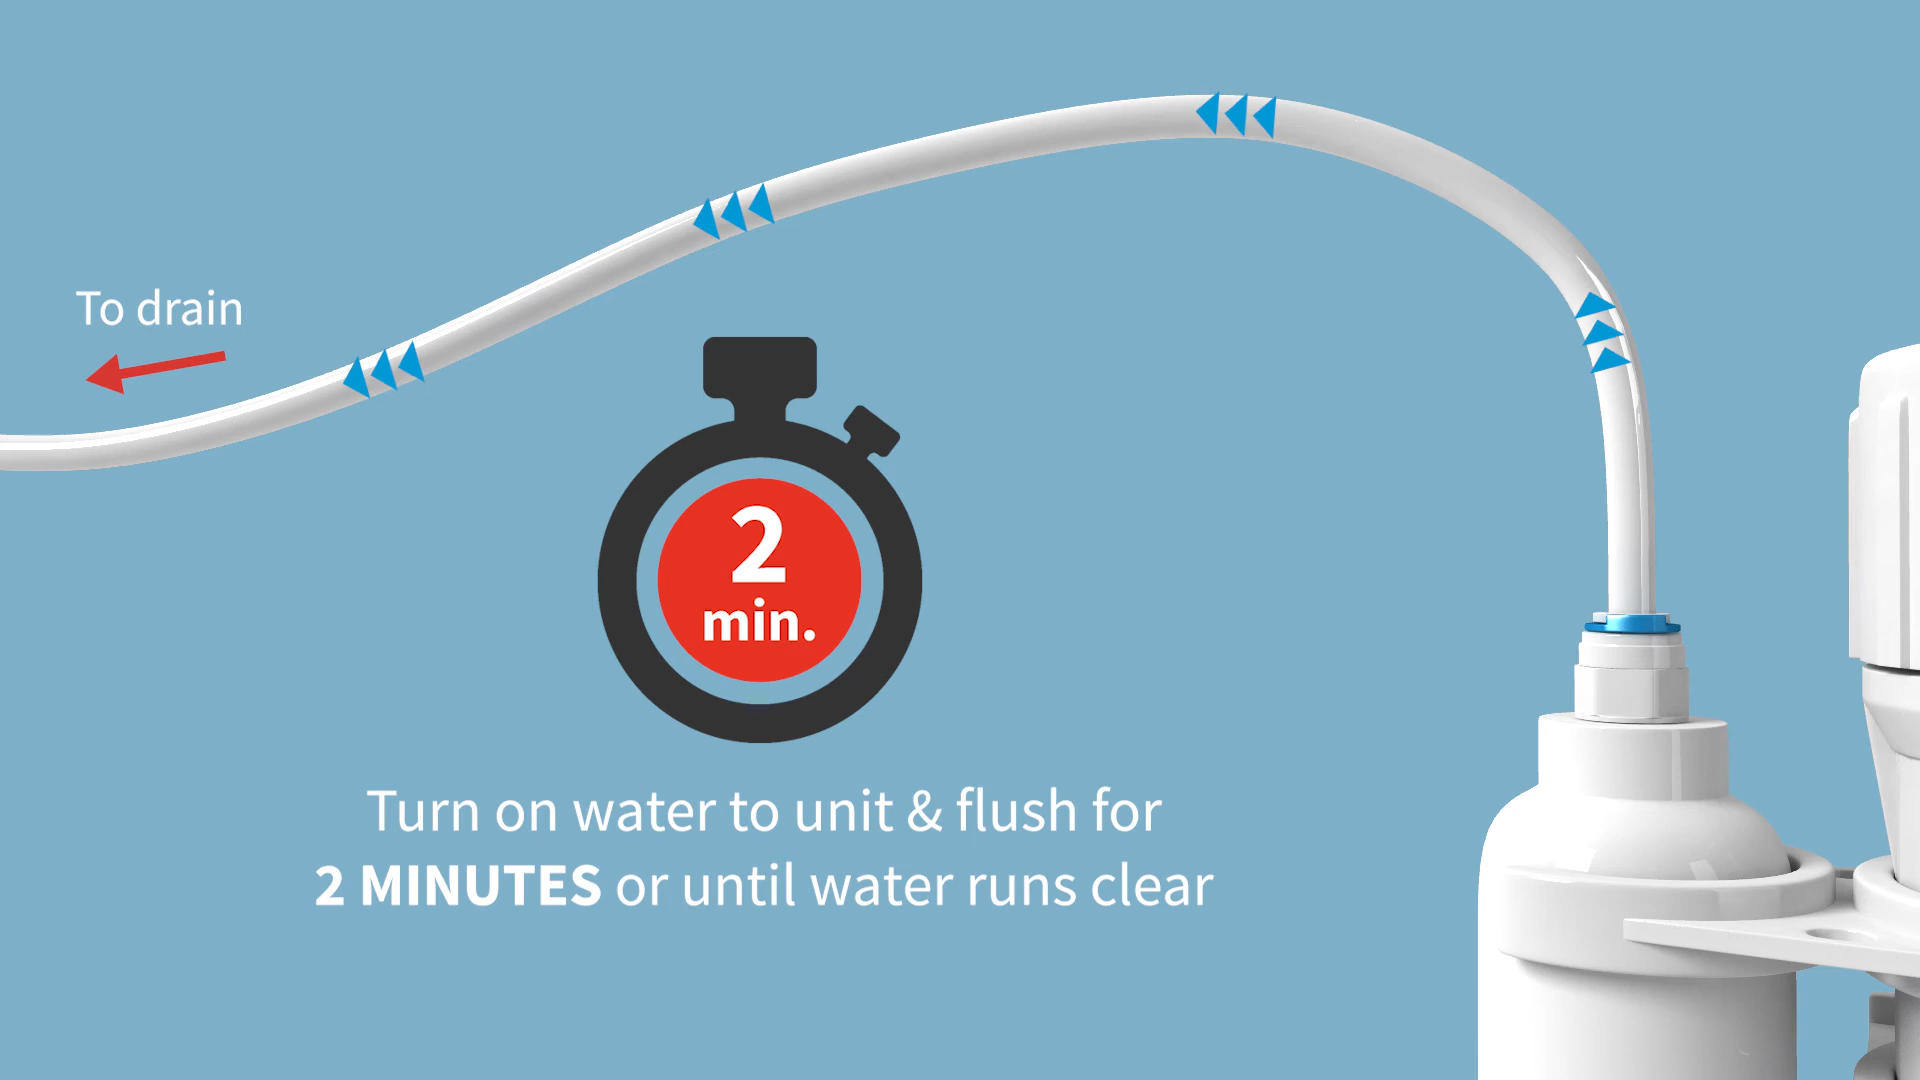 To drain
2
min.
Turn on water to unit & flush for
2 MINUTES or until water runs clear